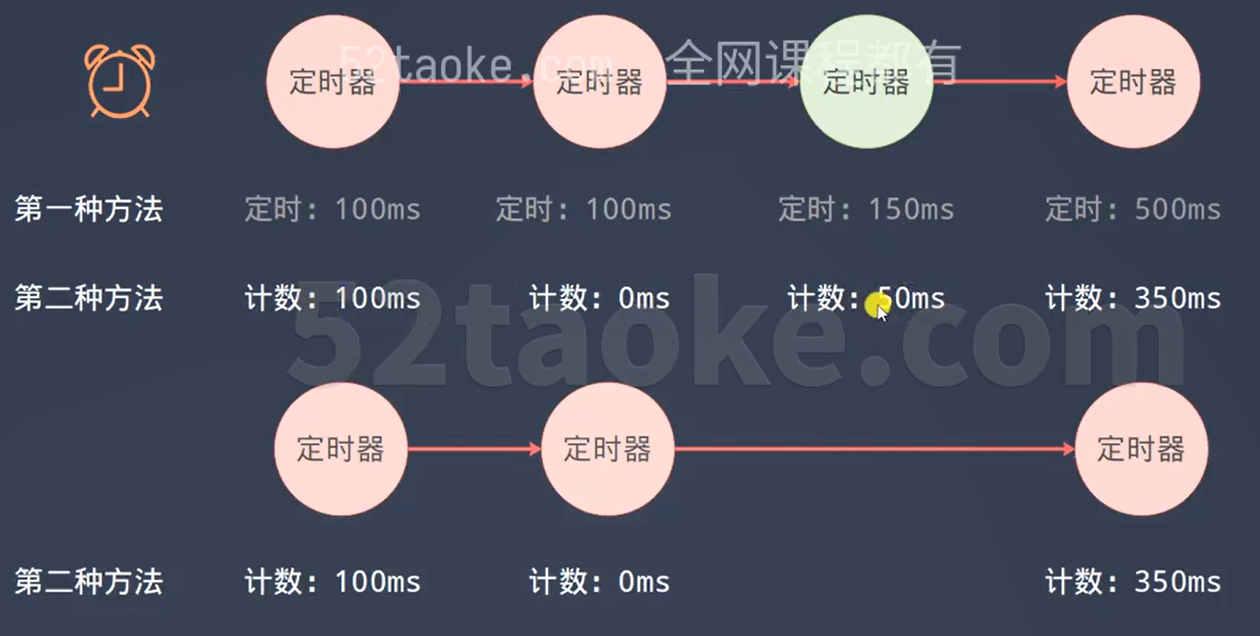 52taoke.com 全网课程都有
定时器 定时器 定时器 定时器
第一种方法 定时：100ms 定时：100ms 定时：150ms 定时：500ms
第二种方法 计数：100ms 计数：0ms 计数：50ms 计数：350ms
52taoke.com
定时器 定时器 定时器
第二种方法 计数：100ms 计数：0ms 计数：350ms